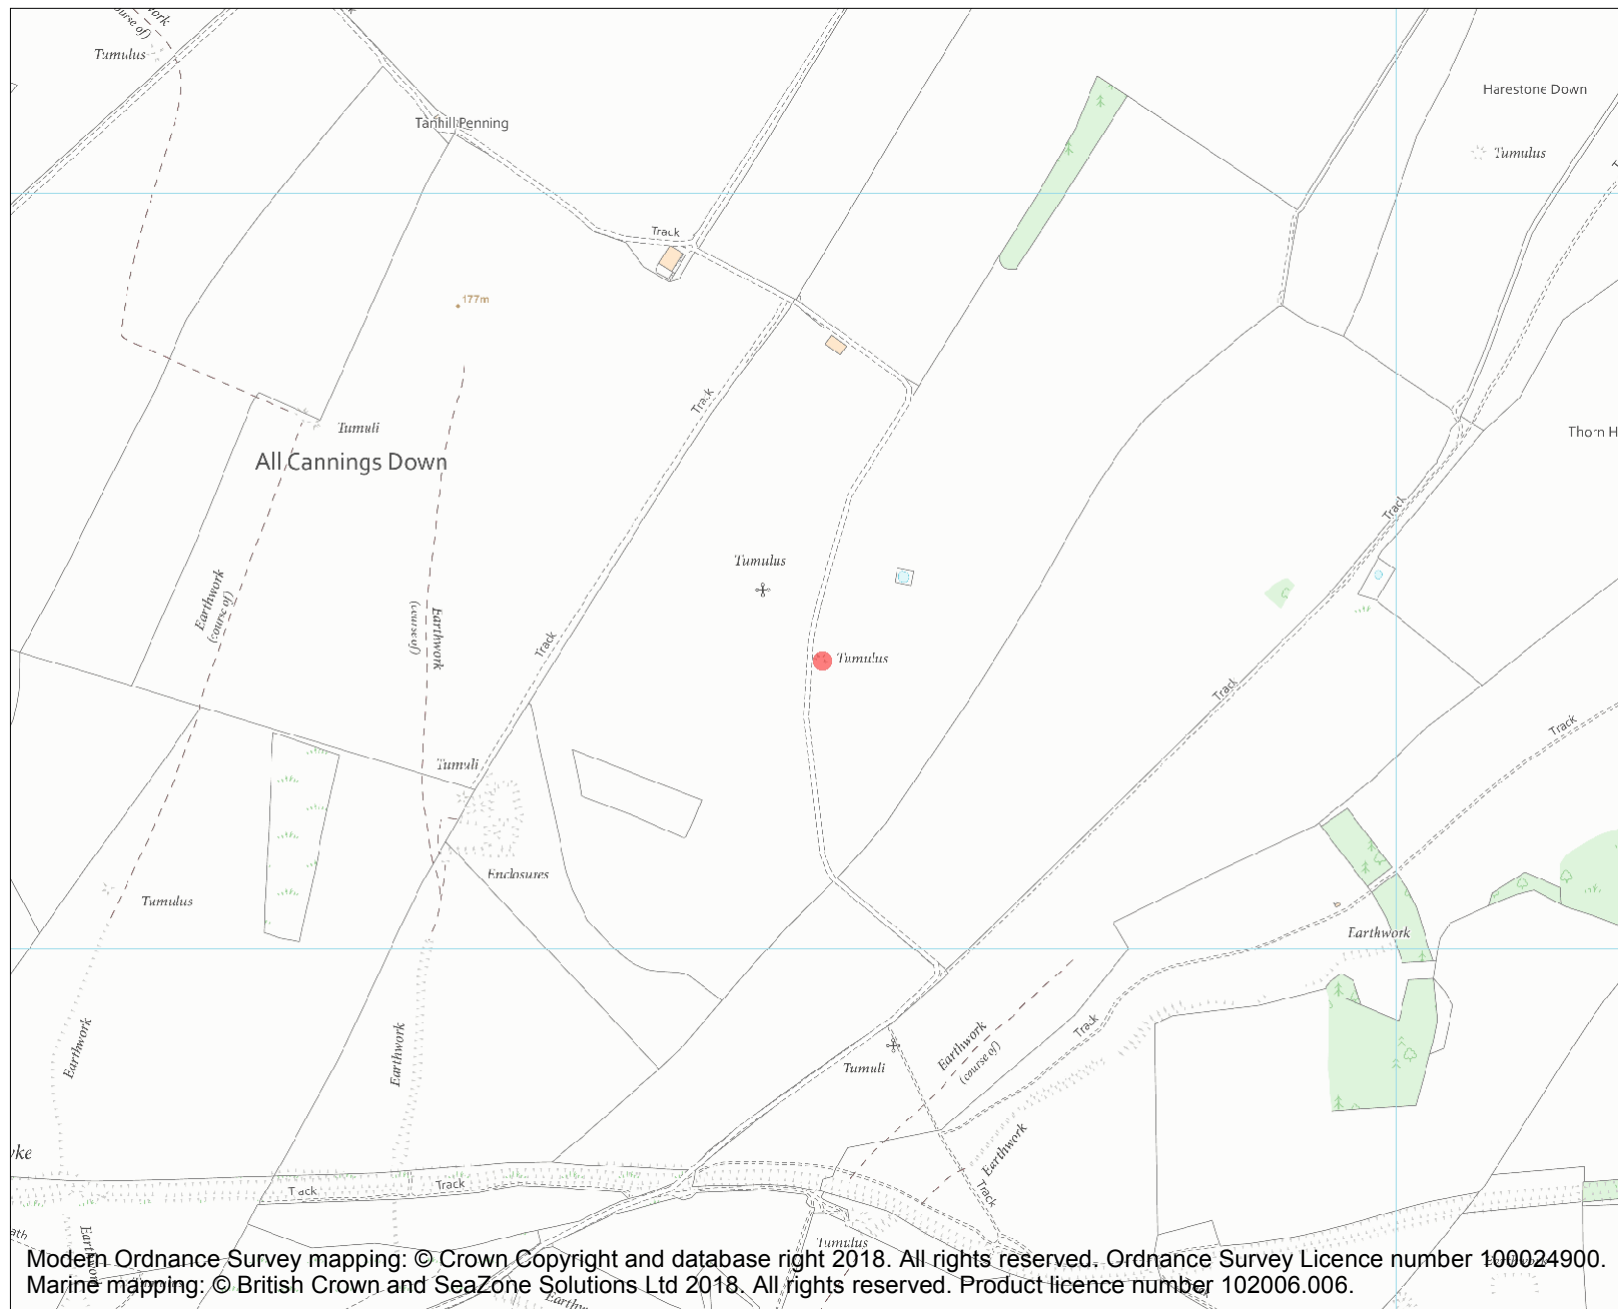 Tumulus
Harestone Down
Tanhill Penning
Tumulus
Track
177m
Track
Tumuli
Thorn H
All Cannings Down
Track
Tumulus
Earthwork
(course of)
Earthwork
(course of)
Track
Tumulus
Track
Track
Tumuli
Enclosures
Tumulus
Earthwork
Earthwork
Earthwork
Earthwork
(course of)
Track
Tumuli
Earthwork
Track
Track
Tumulus
Modern Ordnance Survey mapping: © Crown Copyright and database right 2018. All rights reserved. Ordnance Survey Licence number 100024900.
Marine mapping: © British Crown and SeaZone Solutions Ltd 2018. All rights reserved. Product licence number 102006.006.